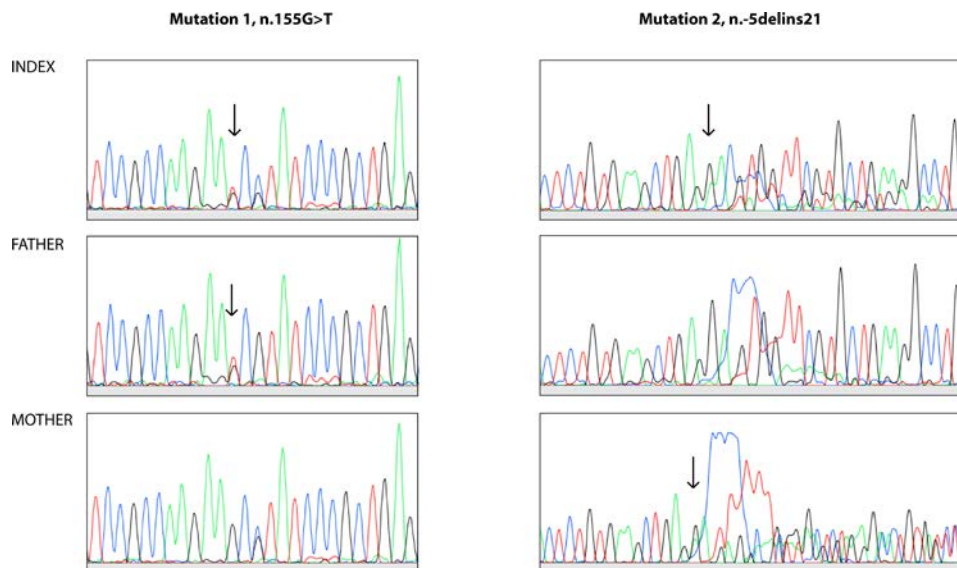 Mutation 1, n.155G>T
Mutation 2, n.-5delins21
INDEX
FATHER
MOTHER